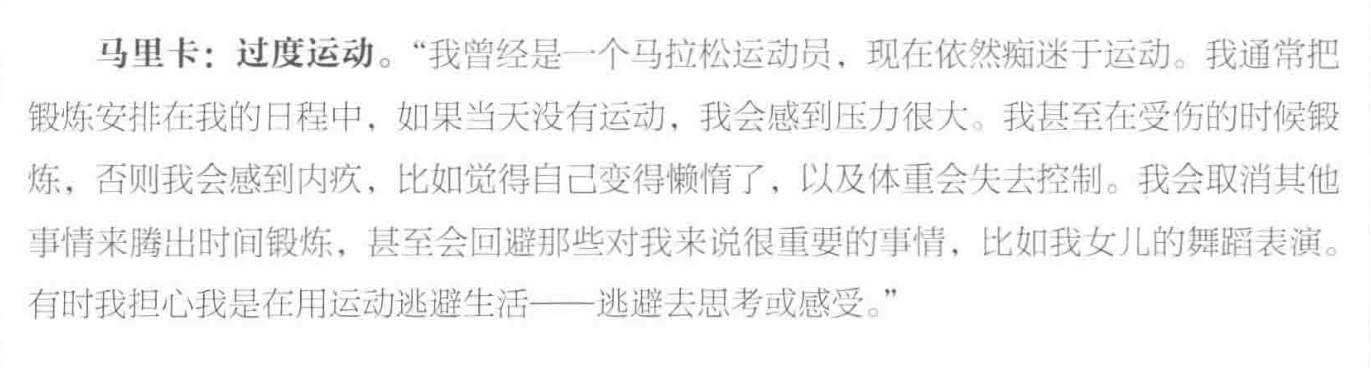 马里卡：过度运动。“我曾经是一个马拉松运动员，现在依然痴迷于运动。我通常把
锻炼安排在我的日程中，如果当天没有运动，我会感到压力很大。我甚至在受伤的时候锻
炼，否则我会感到内疚，比如觉得自己变得懒惰了，以及体重会失去控制。我会取消其他
事情来腾出时间锻炼，甚至会回避那些对我来说很重要的事情，比如我女儿的舞蹈表演。
有时我担心我是在用运动逃避生活——逃避去思考或感受。”